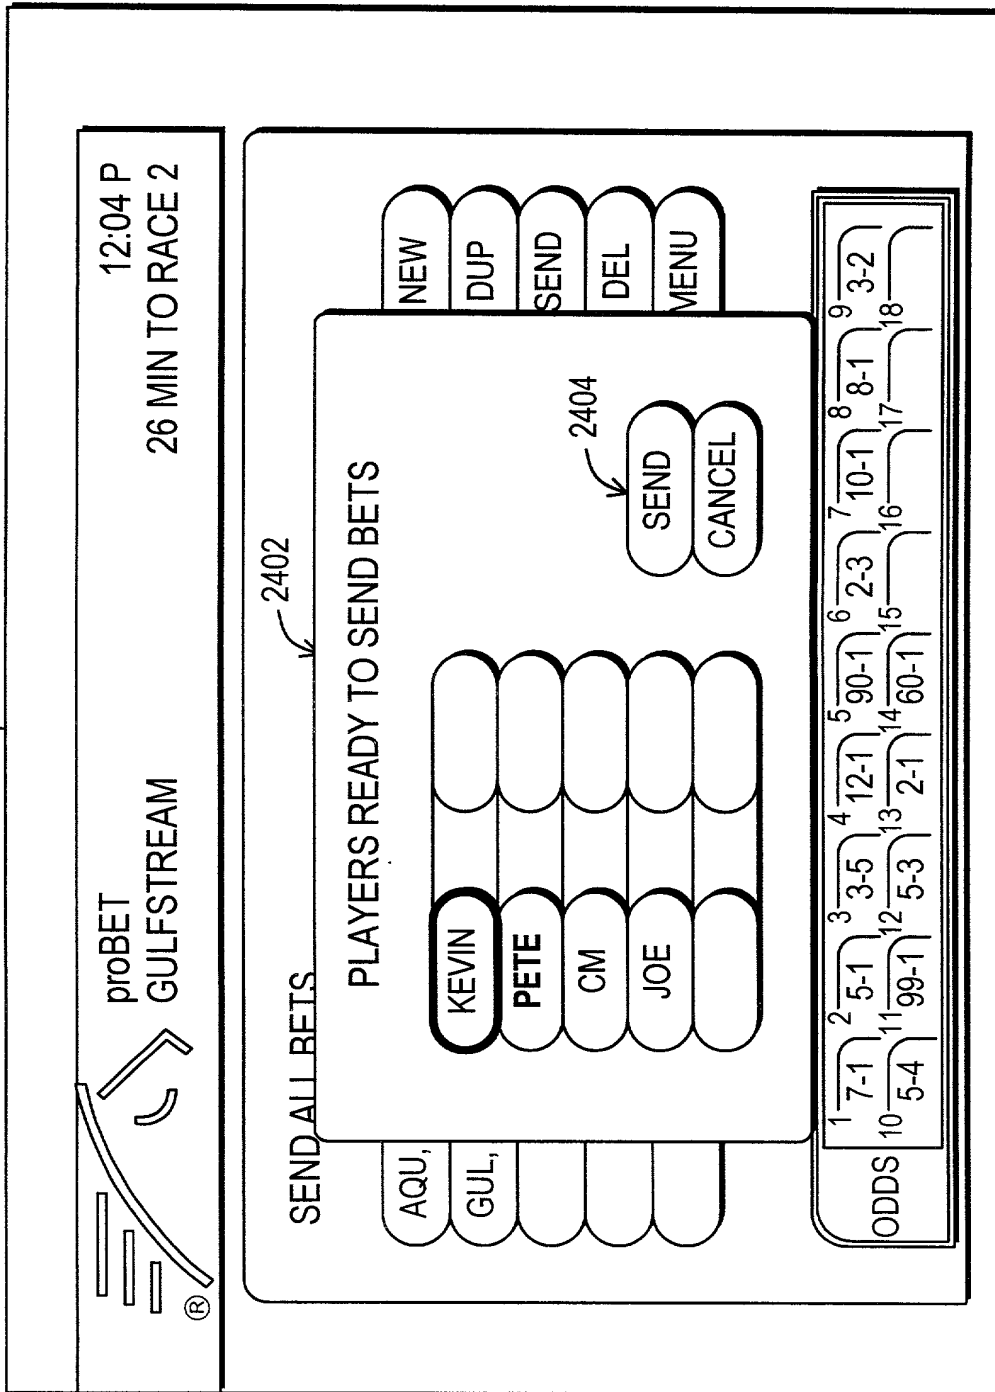 proBET
12:04 P
GULFSTREAM
26 MIN TO RACE 2
®
2402
SEND ALL BETS
PLAYERS READY TO SEND BETS
AQU,
GUL,
NEW
DUP
SEND
DEL
MENU
KEVIN
PETE
CM
JOE
2404
SEND
CANCEL
ODDS
1 7-1 2 5-1 3 3-5 4 12-1 5 90-1 6 2-3 7 10-1 8 8-1 9 3-2
10 5-4 11 99-1 12 5-3 13 2-1 14 60-1 15 16 17 18